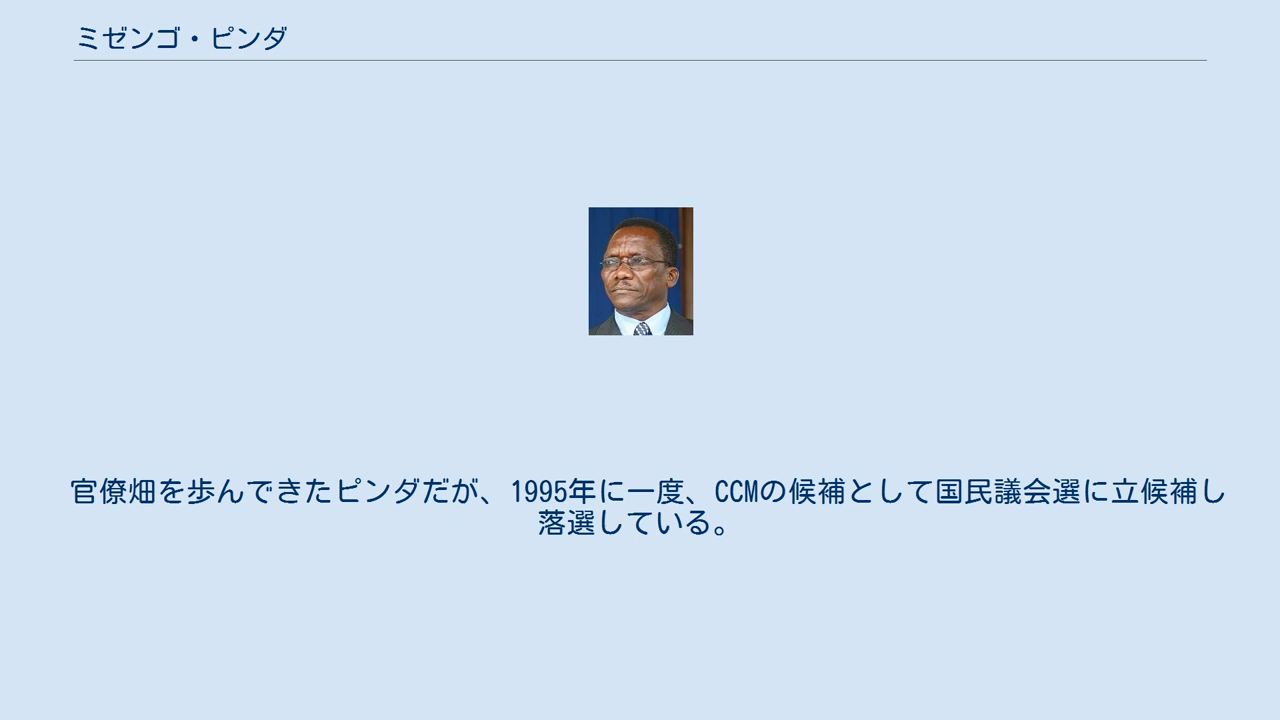 ミゼンゴ・ピンダ
官僚畑を歩んできたピンダだが、1995年に一度、CCMの候補として国民議会選に立候補し
落選している。